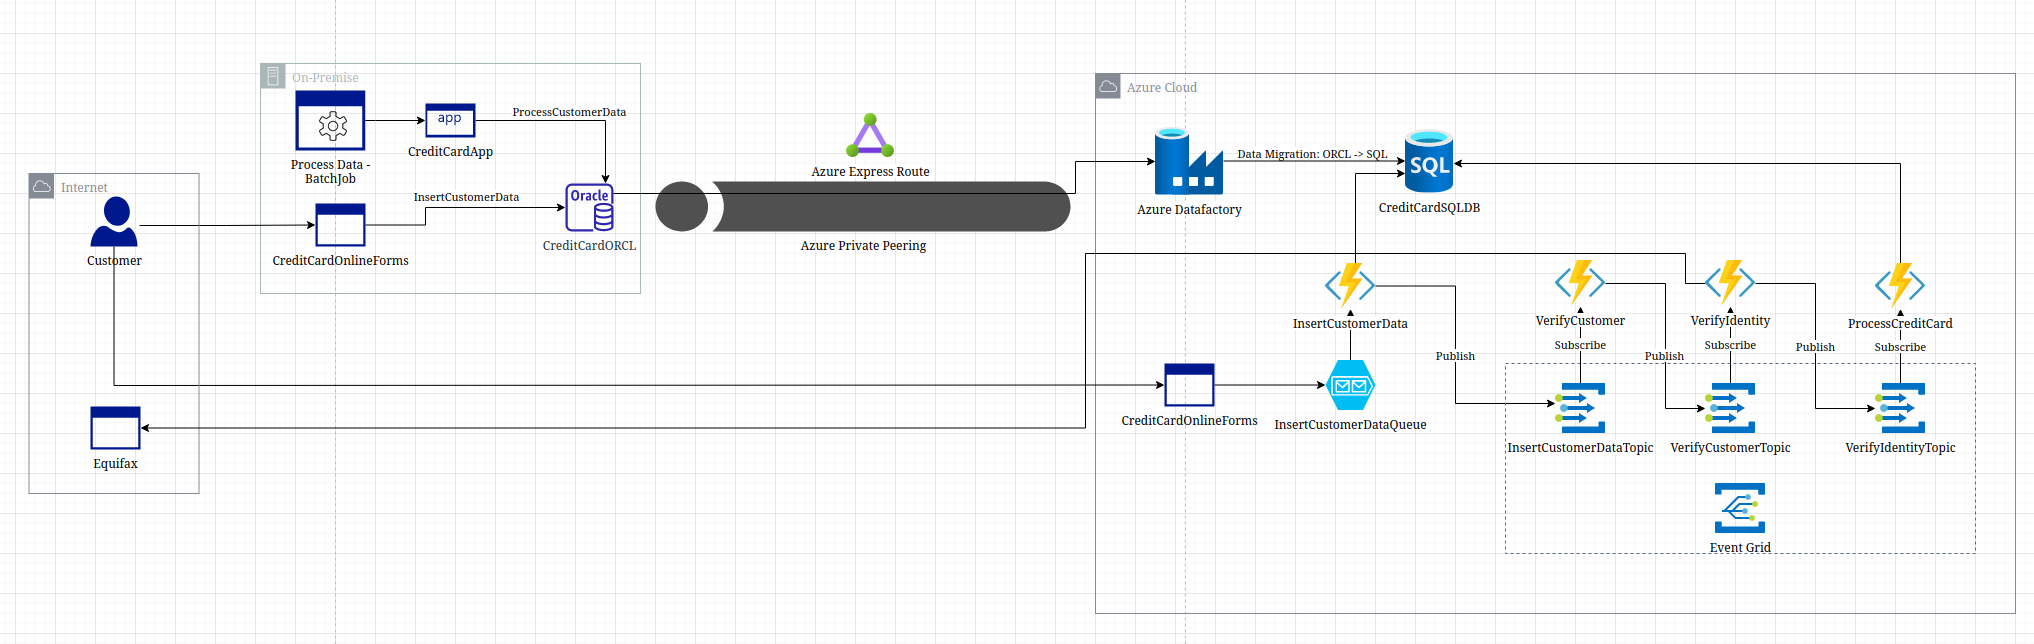 On-Premise
Azure Cloud
app
ProcessCustomerData
CreditCardApp
Process Data -
BatchJob
Azure Express Route
Data Migration: ORCL -> SQL
SQL
Internet
InsertCustomerData
Oracle
Azure Datafactory
CreditCardSQLDB
Customer
CreditCardOnlineForms
CreditCardORCL
Azure Private Peering
InsertCustomerData
VerifyCustomer
VerifyIdentity
ProcessCreditCard
Subscribe
Subscribe
Subscribe
Publish
Publish
Publish
CreditCardOnlineForms
InsertCustomerDataQueue
InsertCustomerDataTopic
VerifyCustomerTopic
VerifyIdentityTopic
Equifax
Event Grid